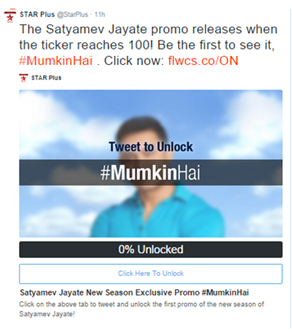 STAR Plus @StarPlus · 11h
The Satyamev Jayate promo releases when
the ticker reaches 100! Be the first to see it,
#MumkinHai . Click now: flwcs.co/ON
STAR Plus
Tweet to Unlock
#MumkinHai
0% Unlocked
Click Here To Unlock
Satyamev Jayate New Season Exclusive Promo #MumkinHai
Click on the above tab to tweet and unlock the first promo of the new season of
Satyamev Jayate!